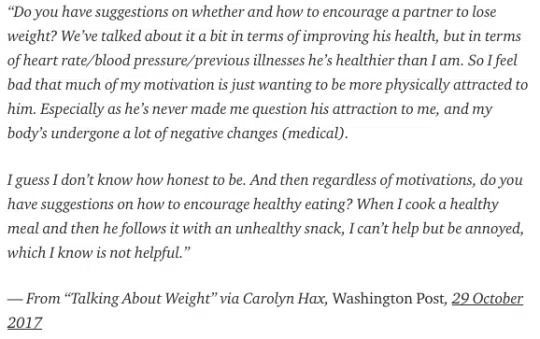 “Do you have suggestions on whether and how to encourage a partner to lose
weight? We’ve talked about it a bit in terms of improving his health, but in terms
of heart rate/blood pressure/previous illnesses he’s healthier than I am. So I feel
bad that much of my motivation is just wanting to be more physically attracted to
him. Especially as he’s never made me question his attraction to me, and my
body’s undergone a lot of negative changes (medical).
I guess I don’t know how honest to be. And then regardless of motivations, do you
have suggestions on how to encourage healthy eating? When I cook a healthy
meal and then he follows it with an unhealthy snack, I can’t help but be annoyed,
which I know is not helpful.”
— From “Talking About Weight” via Carolyn Hax, Washington Post, 29 October
2017